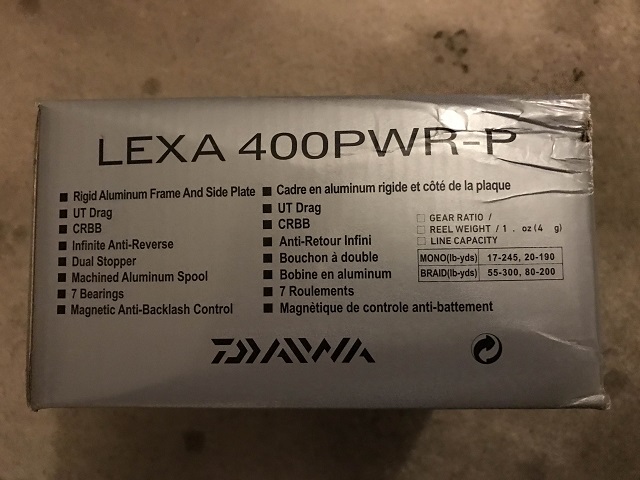 LEXA 400PWR-P
■ Rigid Aluminum Frame And Side Plate
■ UT Drag
■ CRBB
■ Infinite Anti-Reverse
■ Dual Stopper
■ Machined Aluminum Spool
■ 7 Bearings
■ Magnetic Anti-Backlash Control
■ Cadre en aluminum rigide et côté de la plaque
■ UT Drag
■ CRBB
■ Anti-Retour Infini
■ Bouchon à double
■ Bobine en aluminum
■ 7 Roulements
■ Magnétique de controle anti-battement
□ GEAR RATIO /
□ REEL WEIGHT / 1 . oz (4 g)
□ LINE CAPACITY
MONO(lb-yds) 17-245, 20-190
BRAID(lb-yds) 55-300, 80-200
DAIWA